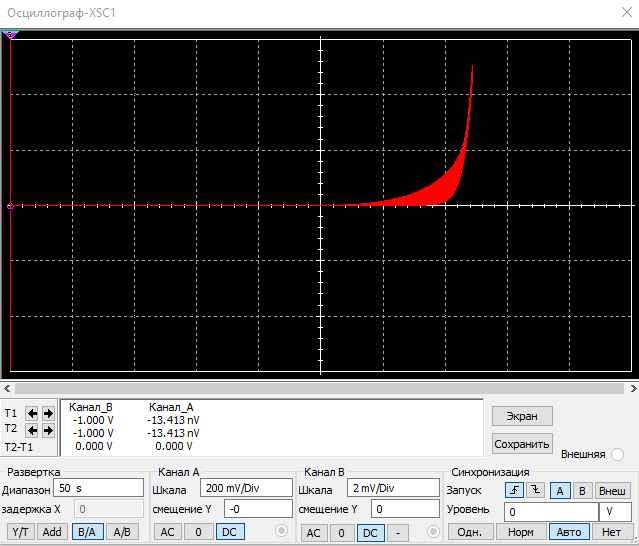 Осциллограф-XSC1
T1
T2
T2-T1
Канал_B Канал_A
-1.000 V -13.413 nV
-1.000 V -13.413 nV
0.000 V 0.000 V
Экран
Сохранить
Внешняя
Развертка
Диапазон 50 s
задержка X 0
Y/T Add B/A A/B
Канал A
Шкала 200 mV/Div
смещение Y -0
AC 0 DC
Канал B
Шкала 2 mV/Div
смещение Y 0
AC 0 DC -
Синхронизация
Запуск A B Внеш
Уровень 0 V
Одн. Норм Авто Нет